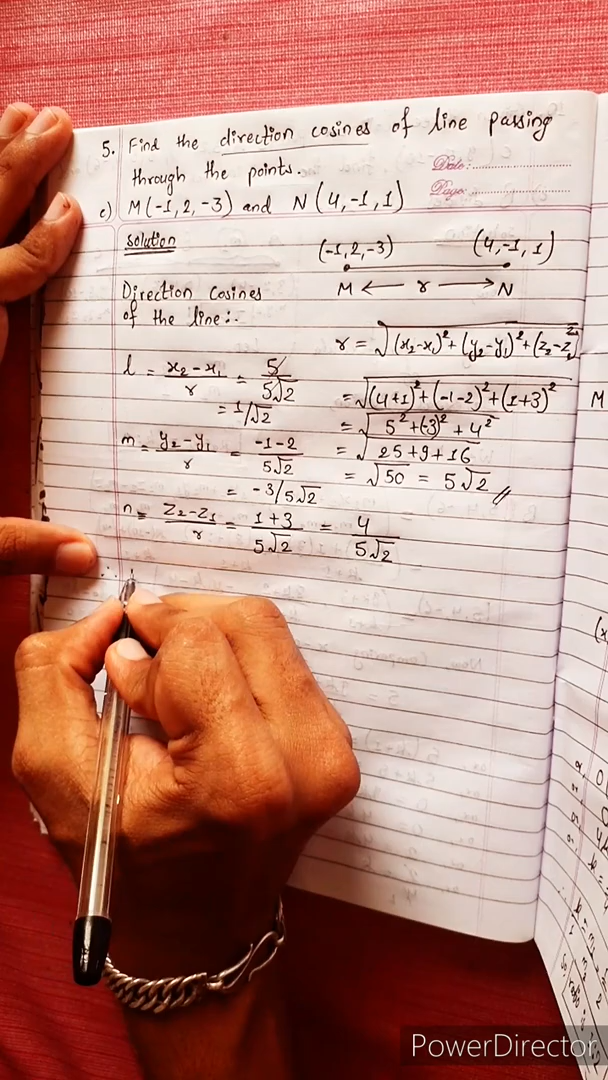 5. Find the direction cosines of line passing
through the points.
Date:
Page:
c) M(-1,2,-3) and N(4,-1,1)
solution
(-1,2,-3) (4,-1,1)
M ← r → N
Direction Cosines
of the line:-
r = √(x₂-x₁)²+(y₂-y₁)²+(z₂-z₁)²
= √(4+1)²+(-1-2)²+(1+3)²
= √5²+(-3)²+4²
= √25+9+16
= √50 = 5√2 //
l = x₂-x₁/r = 5/5√2
= 1/√2
m = y₂-y₁/r = -1-2/5√2
= -3/5√2
n = z₂-z₁/r = 1+3/5√2 = 4/5√2
M
PowerDirector